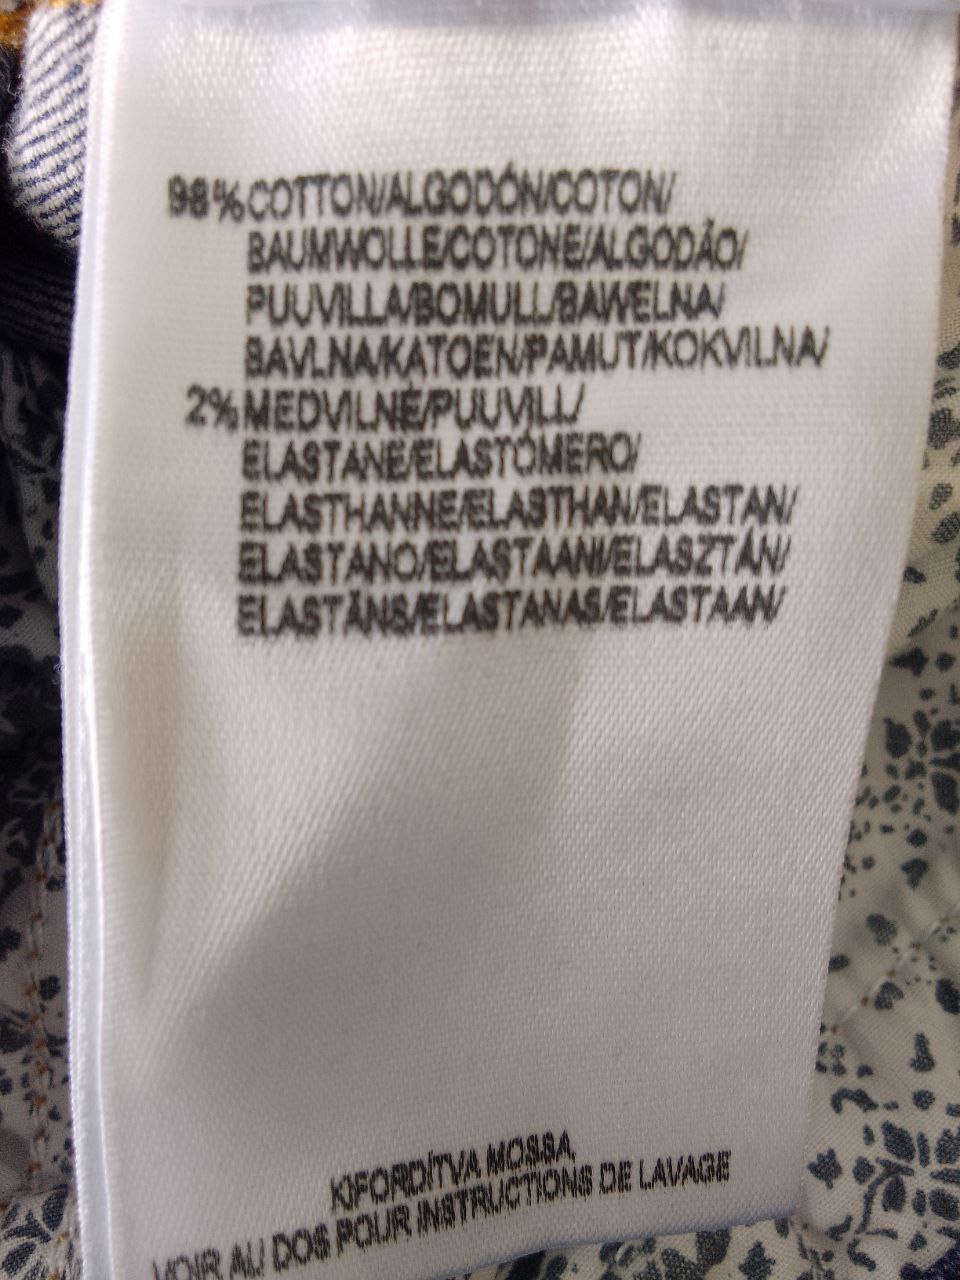 98% COTTON/ALGODÓN/COTON/
BAUMWOLLE/COTONE/ALGODÃO/
PUUVILLA/BOMULL/BAWEŁNA/
BAVLNA/KATOEN/PAMUT/KOKVILNA/
2% MEDVILNĖ/PUUVILL/
ELASTANE/ELASTÓMERO/
ELASTHANNE/ELASTHAN/ELASTAN/
ELASTANO/ELASTAANI/ELASZTÁN/
ELASTĀNS/ELASTANAS/ELASTAAN/
KIFORDÍTVA MOSSA,
VOIR AU DOS POUR INSTRUCTIONS DE LAVAGE